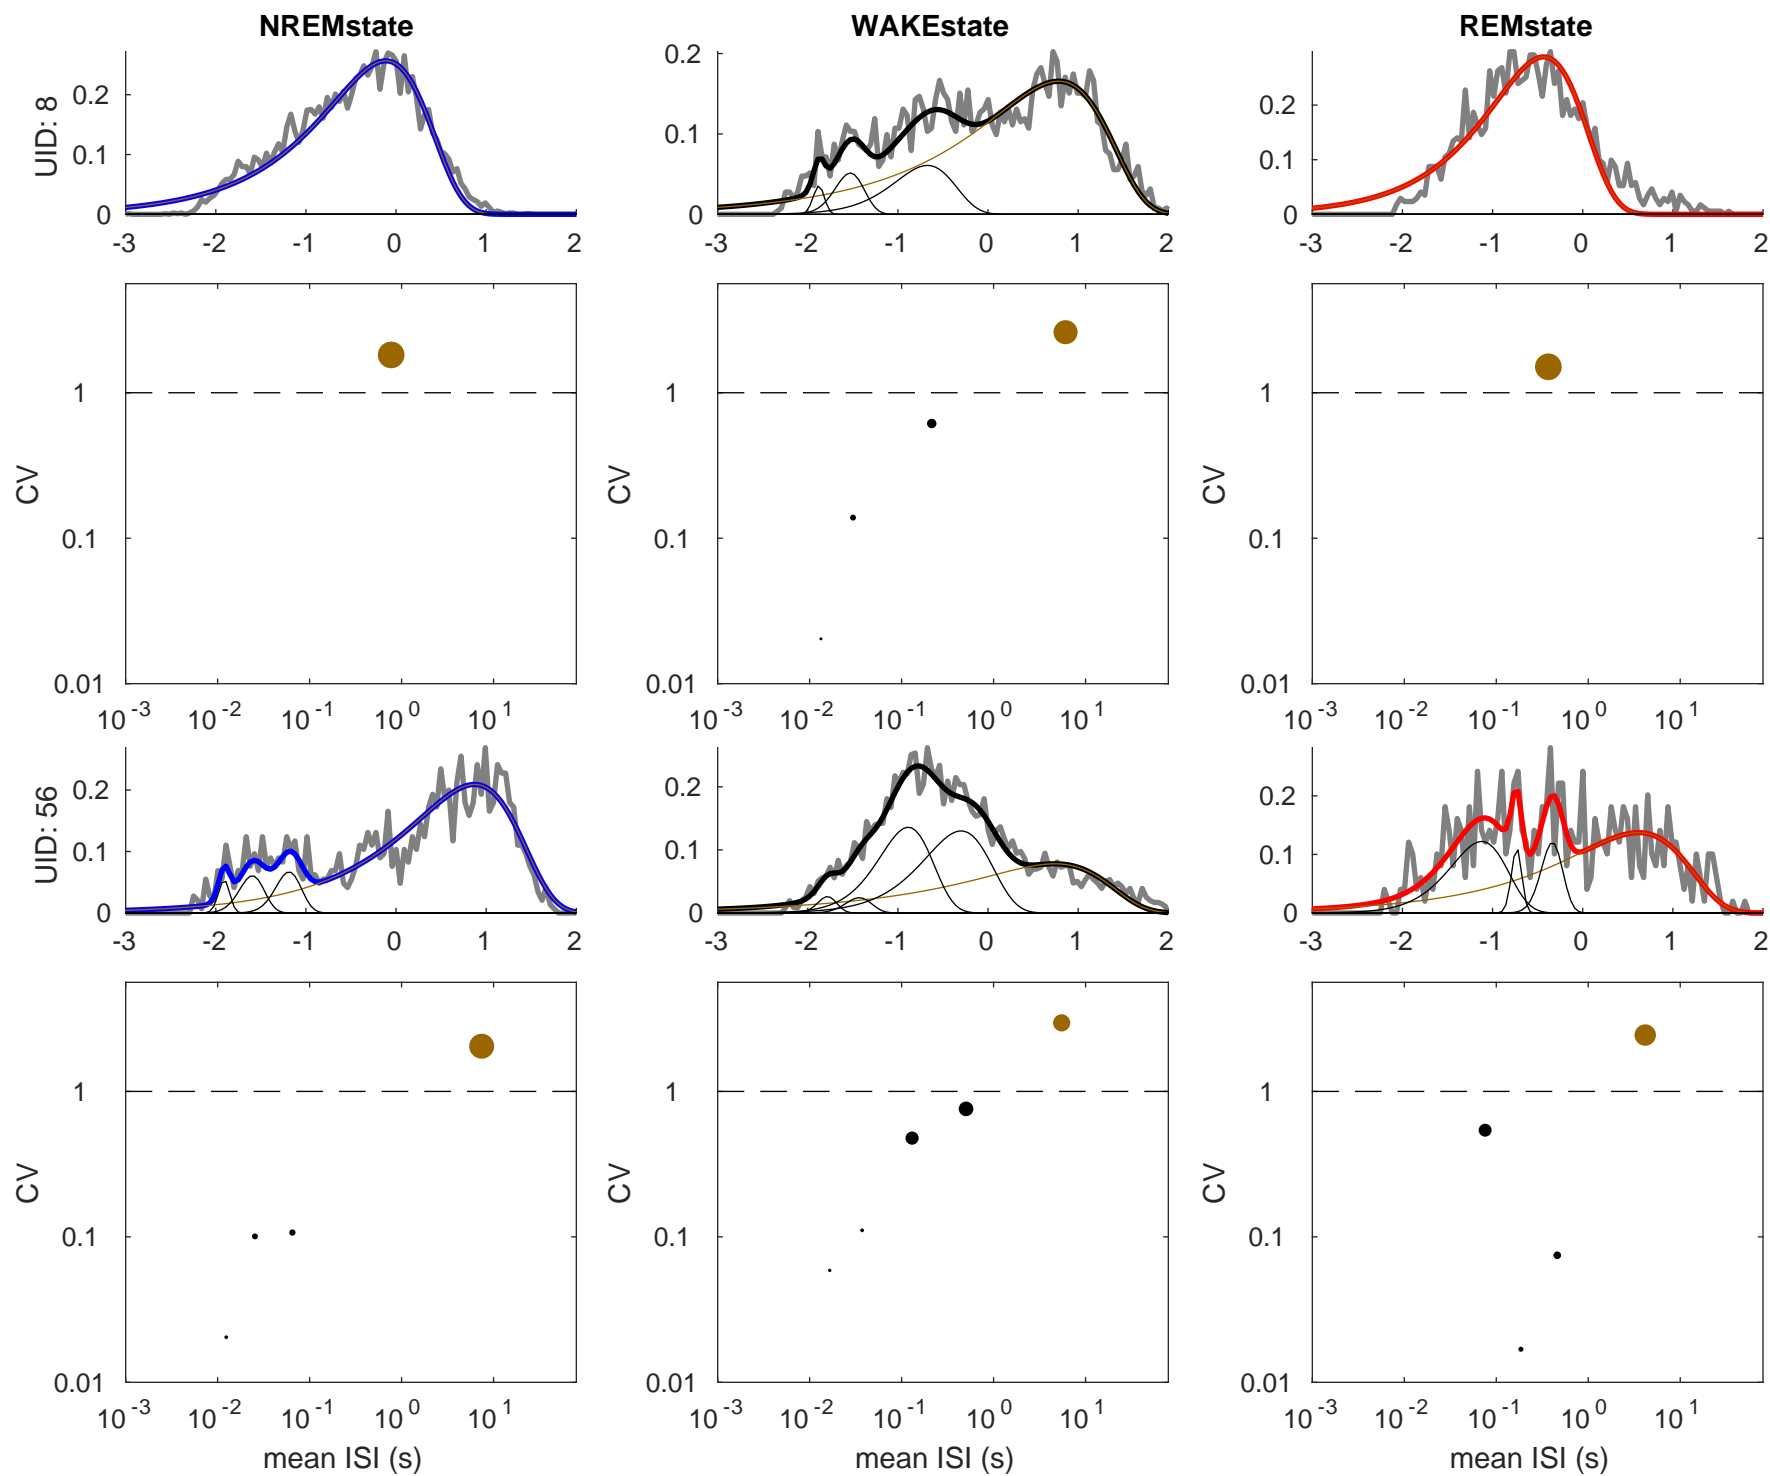 NREMstate WAKEstate REMstate
UID: 8
0.2 0.1 0
0.2 0.1 0
0.2 0.1 0
-3 -2 -1 0 1 2
-3 -2 -1 0 1 2
-3 -2 -1 0 1 2
CV 1 0.1 0.01
CV 1 0.1 0.01
CV 1 0.1 0.01
10^-3 10^-2 10^-1 10^0 10^1
10^-3 10^-2 10^-1 10^0 10^1
10^-3 10^-2 10^-1 10^0 10^1
UID: 56
0.2 0.1 0
0.2 0.1 0
0.2 0.1 0
-3 -2 -1 0 1 2
-3 -2 -1 0 1 2
-3 -2 -1 0 1 2
CV 1 0.1 0.01
CV 1 0.1 0.01
CV 1 0.1 0.01
10^-3 10^-2 10^-1 10^0 10^1
10^-3 10^-2 10^-1 10^0 10^1
10^-3 10^-2 10^-1 10^0 10^1
mean ISI (s) mean ISI (s) mean ISI (s)